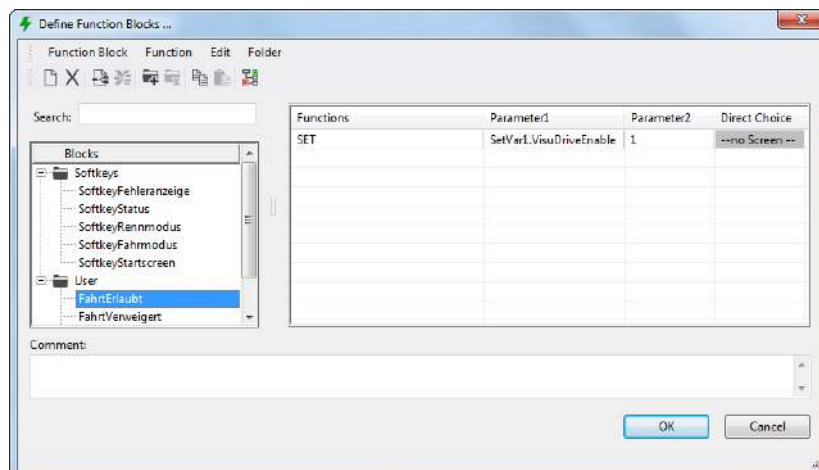 Define Function Blocks ...
Function Block Function Edit Folder
Search:
Blocks
Softkeys
SoftkeyFehleranzeige
SoftkeyStatus
SoftkeyRennmodus
SoftkeyFahrmodus
SoftkeyStartscreen
User
FahrtErlaubt
FahrtVerweigert
Functions Parameter1 Parameter2 Direct Choice
SET SetVar1.VisuDriveEnable 1 --no Screen --
Comment:
OK Cancel